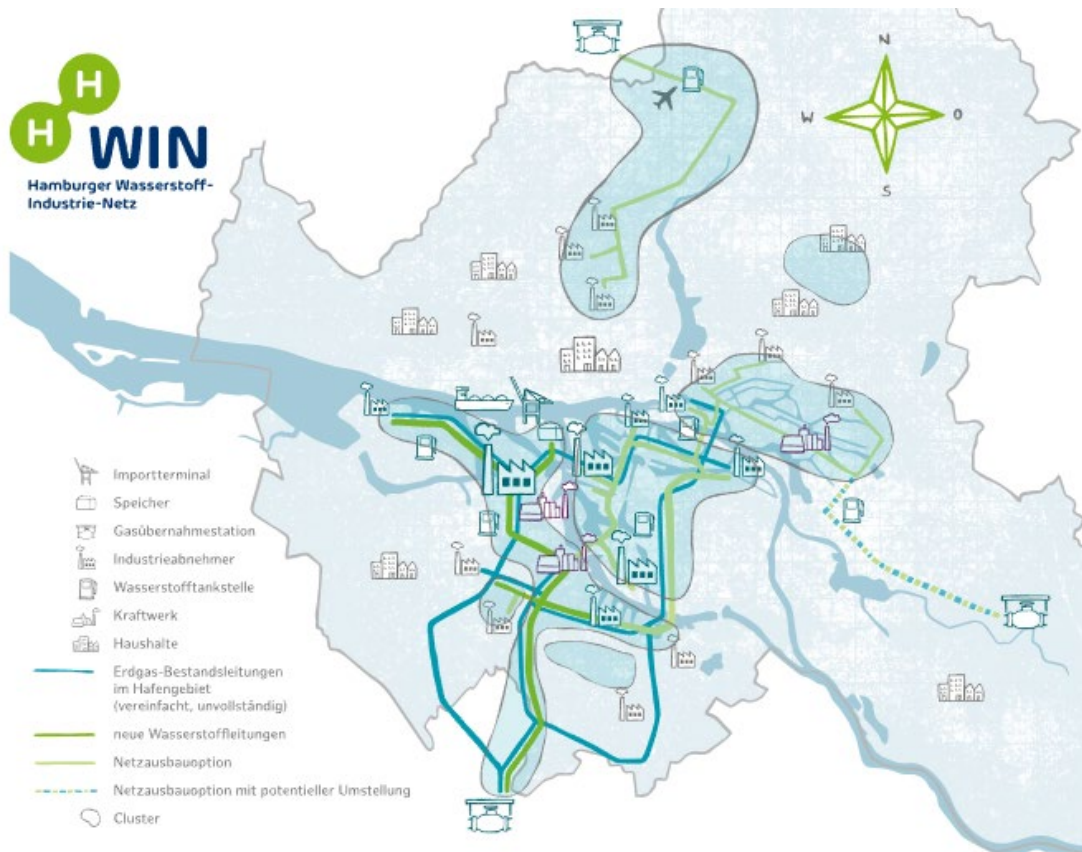 H
H
WIN
Hamburger Wasserstoff-
Industrie-Netz
N
W
O
S
Importterminal
Speicher
Gasübernahmestation
Industrieabnehmer
Wasserstofftankstelle
Kraftwerk
Haushalte
Erdgas-Bestandsleitungen
im Hafengebiet
(vereinfacht, unvollständig)
neue Wasserstoffleitungen
Netzausbauoption
Netzausbauoption mit potentieller Umstellung
Cluster